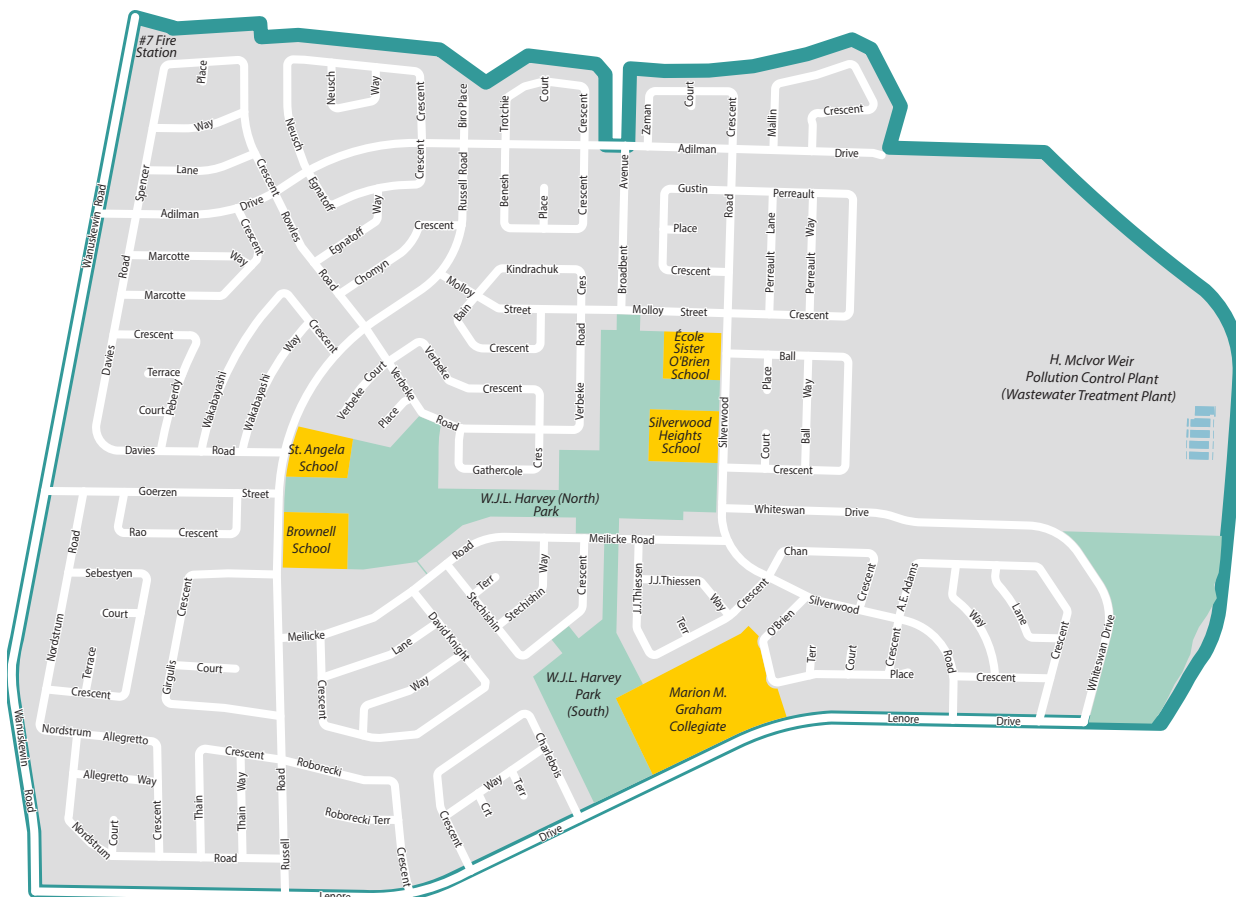 #7 Fire
Station
Place
Way
Lane
Spencer
Crescent
Neusch
Neusch
Way
Crescent
Biro Place
Trotchie
Court
Crescent
Zeman
Court
Crescent
Mallin
Crescent
Wanuskewin Road
Adilman
Drive
Crescent
Rowles
Road
Egnatoff
Way
Crescent
Egnatoff
Chomyn
Crescent
Russell Road
Benesh
Place
Crescent
Avenue
Broadbent
Adilman
Drive
Gustin
Place
Crescent
Road
Perreault
Perreault Lane
Perreault Way
Crescent
Marcotte
Way
Marcotte
Road
Davies
Crescent
Terrace
Court
Peberdy
Wakabayashi
Wakabayashi
Way
Crescent
Davies
Road
Molloy
Bain
Street
Crescent
Kindrachuk
Cres
Road
Verbeke
Molloy
Street
Verbeke
Court
Verbeke
Place
Verbeke
Road
Crescent
Gathercole
Cres
École
Sister
O'Brien
School
Silverwood
Heights
School
Silverwood
Ball
Place
Court
Ball Way
Crescent
H. McIvor Weir
Pollution Control Plant
(Wastewater Treatment Plant)
St. Angela
School
Goerzen
Street
Rao
Crescent
Brownell
School
W.J.L. Harvey (North)
Park
Whiteswan
Drive
Road
Nordstrum
Sebestyen
Court
Terrace
Crescent
Crescent
Girgulis
Court
Meilicke
Road
Meilicke Road
Terr
Stechishin
Way
Stechishin
Crescent
David Knight
Lane
Way
Crescent
J.J.Thiessen
J.J.Thiessen
Way
Terr
Crescent
Chan
Crescent
Silverwood
Road
O'Brien
Terr
Court
Crescent
Place
A.E. Adams
Way
Lane
Crescent
Crescent
Whiteswan Drive
W.J.L. Harvey
Park
(South)
Marion M.
Graham
Collegiate
Lenore
Drive
Wanuskewin
Road
Nordstrum
Allegretto
Allegretto
Way
Crescent
Court
Nordstrum
Road
Thain
Thain
Way
Crescent
Road
Russell
Roborecki
Roborecki Terr
Crescent
Charlebois
Way
Terr
Crt
Crescent
Drive
Lenore